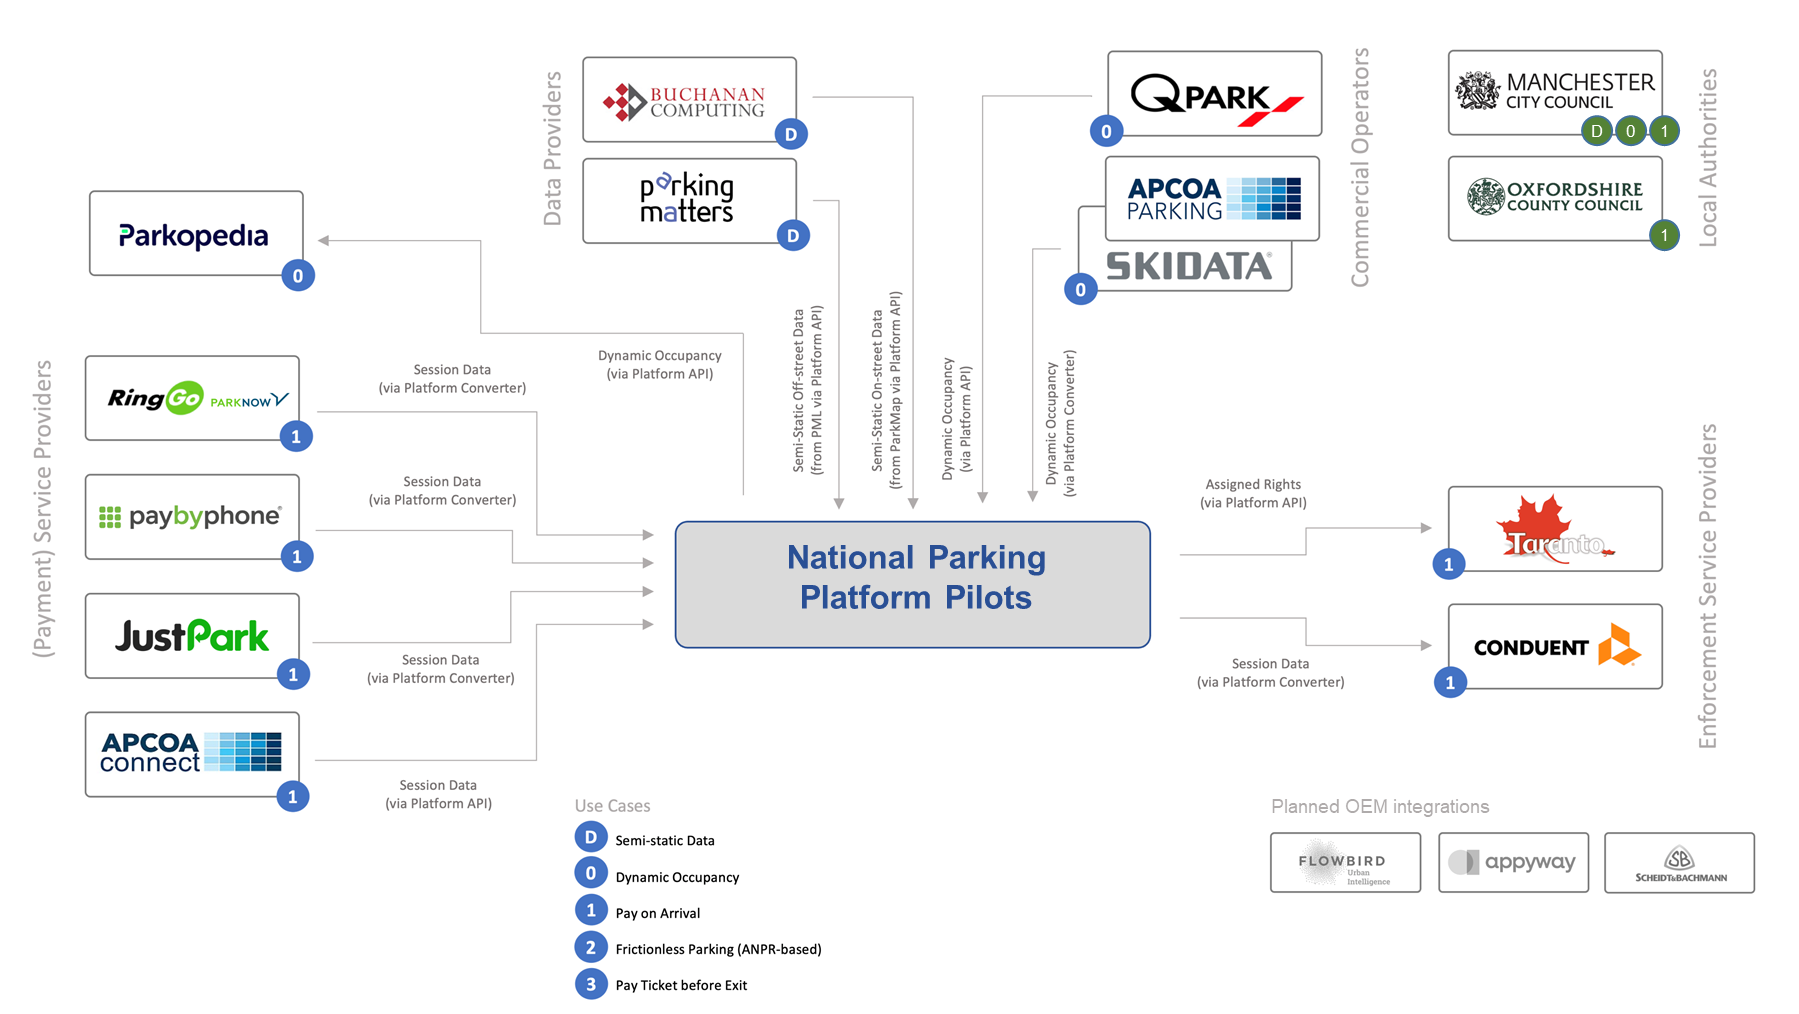 Data Providers
BUCHANAN
COMPUTING
D
parking
matters
D
QPARK
0
APCOA
PARKING
SKIDATA®
0
Commercial Operators
MANCHESTER
CITY COUNCIL
D 0 1
OXFORDSHIRE
COUNTY COUNCIL
1
Local Authorities
Parkopedia
0
(Payment) Service Providers
RingGo PARKNOW
1
paybyphone®
1
JustPark
1
APCOA
connect
1
Session Data
(via Platform Converter)
Session Data
(via Platform Converter)
Session Data
(via Platform Converter)
Session Data
(via Platform API)
Dynamic Occupancy
(via Platform API)
Semi-Static Off-street Data
(from PML via Platform API)
Semi-Static On-street Data
(from ParkMap via Platform API)
Dynamic Occupancy
(via Platform API)
Dynamic Occupancy
(via Platform Converter)
National Parking
Platform Pilots
Assigned Rights
(via Platform API)
Session Data
(via Platform Converter)
Taranto
1
CONDUENT
1
Enforcement Service Providers
Use Cases
D Semi-static Data
0 Dynamic Occupancy
1 Pay on Arrival
2 Frictionless Parking (ANPR-based)
3 Pay Ticket before Exit
Planned OEM integrations
FLOWBIRD
Urban
Intelligence
appyway
SB
SCHEIDT&BACHMANN